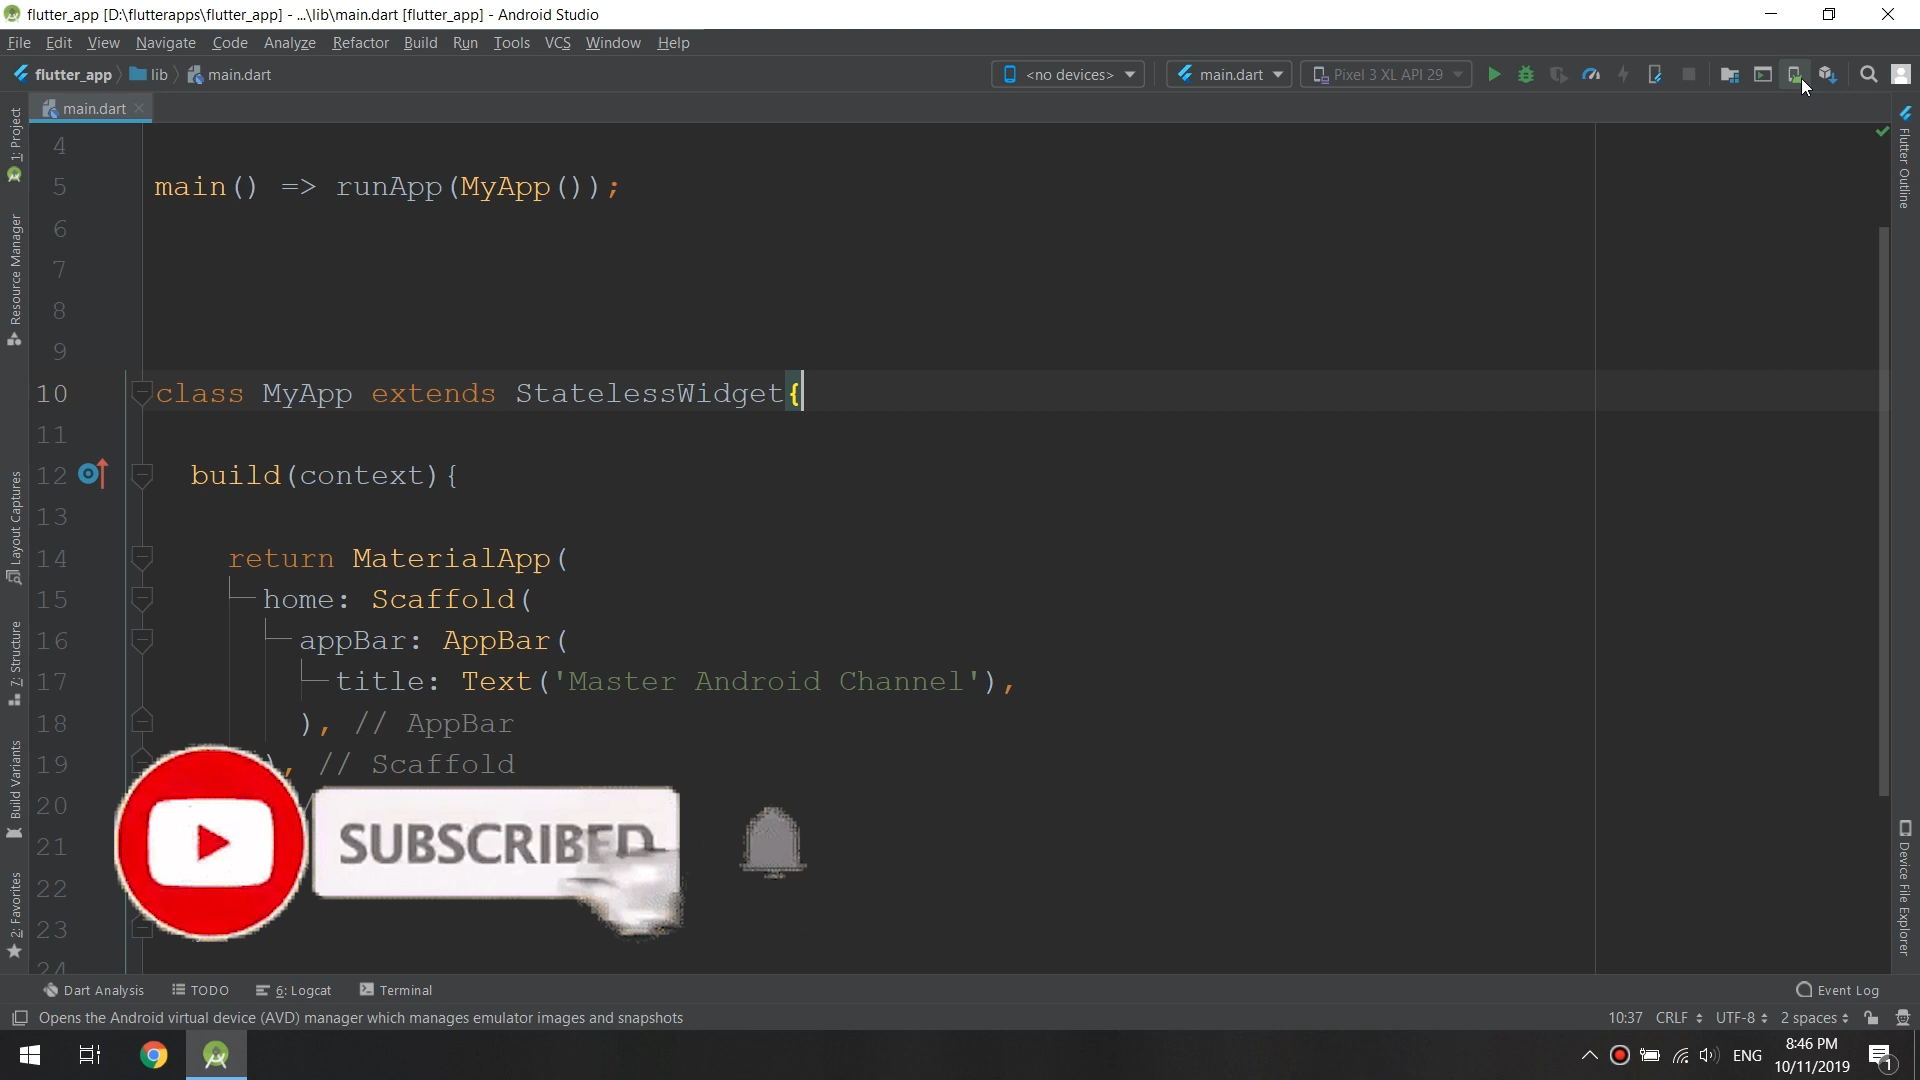 flutter_app [D:\flutterapps\flutter_app] - ...\lib\main.dart [flutter_app] - Android Studio
File Edit View Navigate Code Analyze Refactor Build Run Tools VCS Window Help
flutter_app lib main.dart <no devices> main.dart Pixel 3 XL API 29
main.dart
1: Project
Resource Manager
Layout Captures
7: Structure
Build Variants
2: Favorites
4
5 main() => runApp(MyApp());
6
7
8
9
10 class MyApp extends StatelessWidget{
11
12 build(context){
13
14 return MaterialApp(
15 home: Scaffold(
16 appBar: AppBar(
17 title: Text('Master Android Channel'),
18 ), // AppBar
19 ), // Scaffold
20
21
22
23
24
SUBSCRIBED
Flutter Outline
Device File Explorer
Dart Analysis TODO 6: Logcat Terminal Event Log
Opens the Android virtual device (AVD) manager which manages emulator images and snapshots 10:37 CRLF UTF-8 2 spaces
ENG 8:46 PM
10/11/2019
1